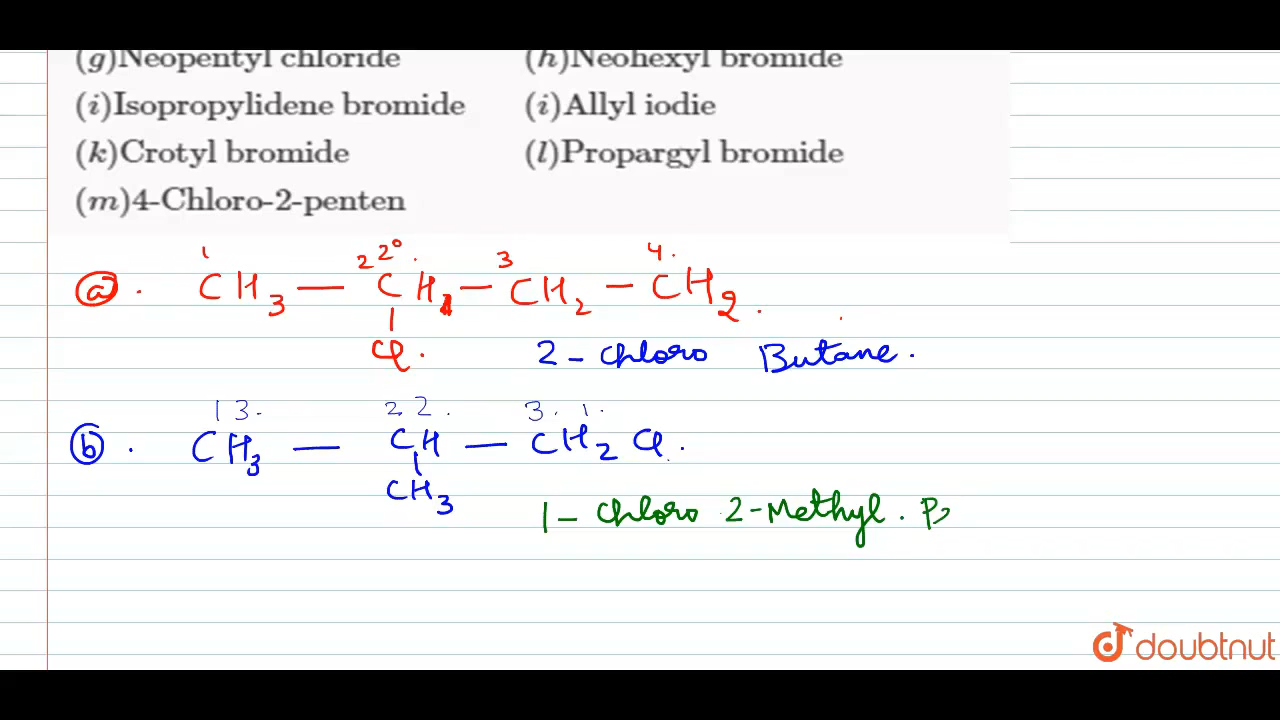 (g)Neopentyl chloride (h)Neohexyl bromide
(i)Isopropylidene bromide (i)Allyl iodie
(k)Crotyl bromide (l)Propargyl bromide
(m)4-Chloro-2-penten
1 2 2° 3 4.
(a). CH3 — CH — CH2 — CH2.
Cl.
2 - Chloro Butane.
1 3. 2 2. 3. 1.
(b). CH3 — CH — CH2 Cl.
CH3
1 - Chloro 2-Methyl.
doubtnut